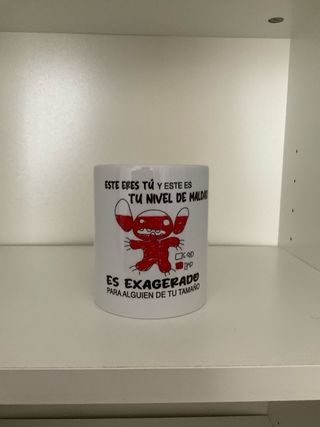 ESTE ERES TÚ Y ESTE ES
TU NIVEL DE MALDAD
ES EXAGERADO
PARA ALGUIEN DE TU TAMAÑO